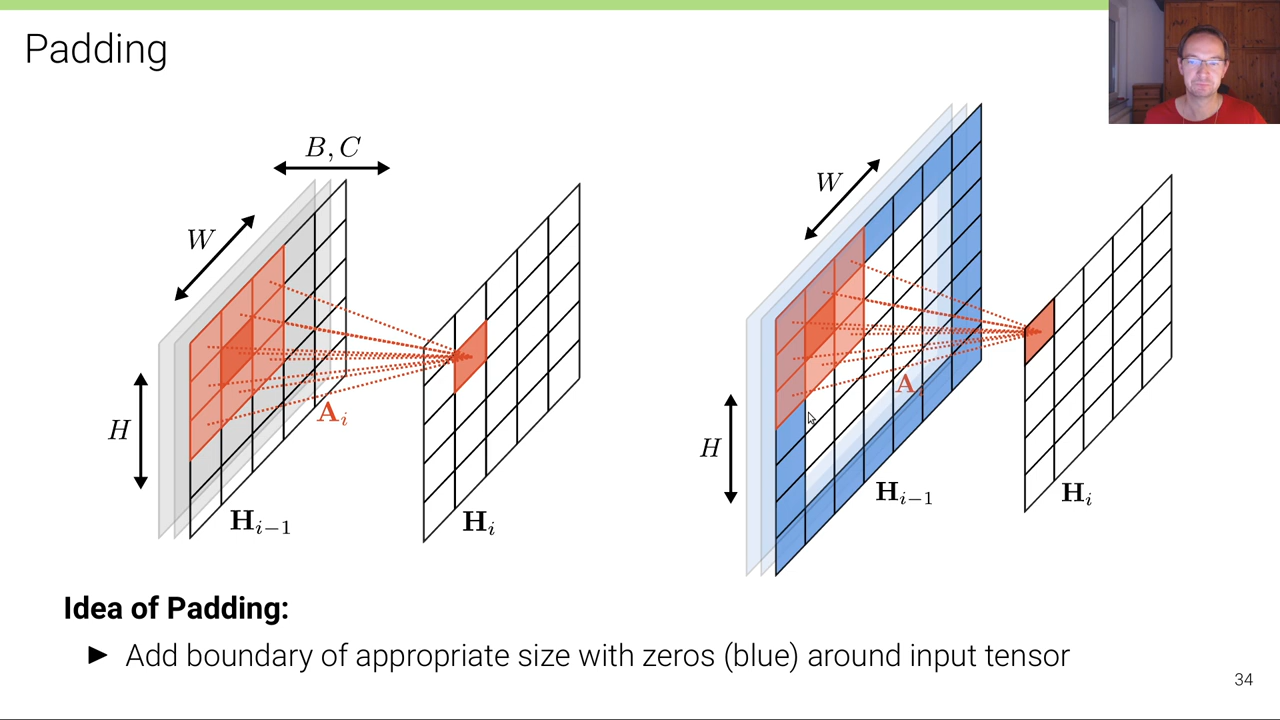 Padding
B, C
W
H
A_i
H_{i−1}
H_i
W
H
A
H_{i−1}
H_i
Idea of Padding:
► Add boundary of appropriate size with zeros (blue) around input tensor
34